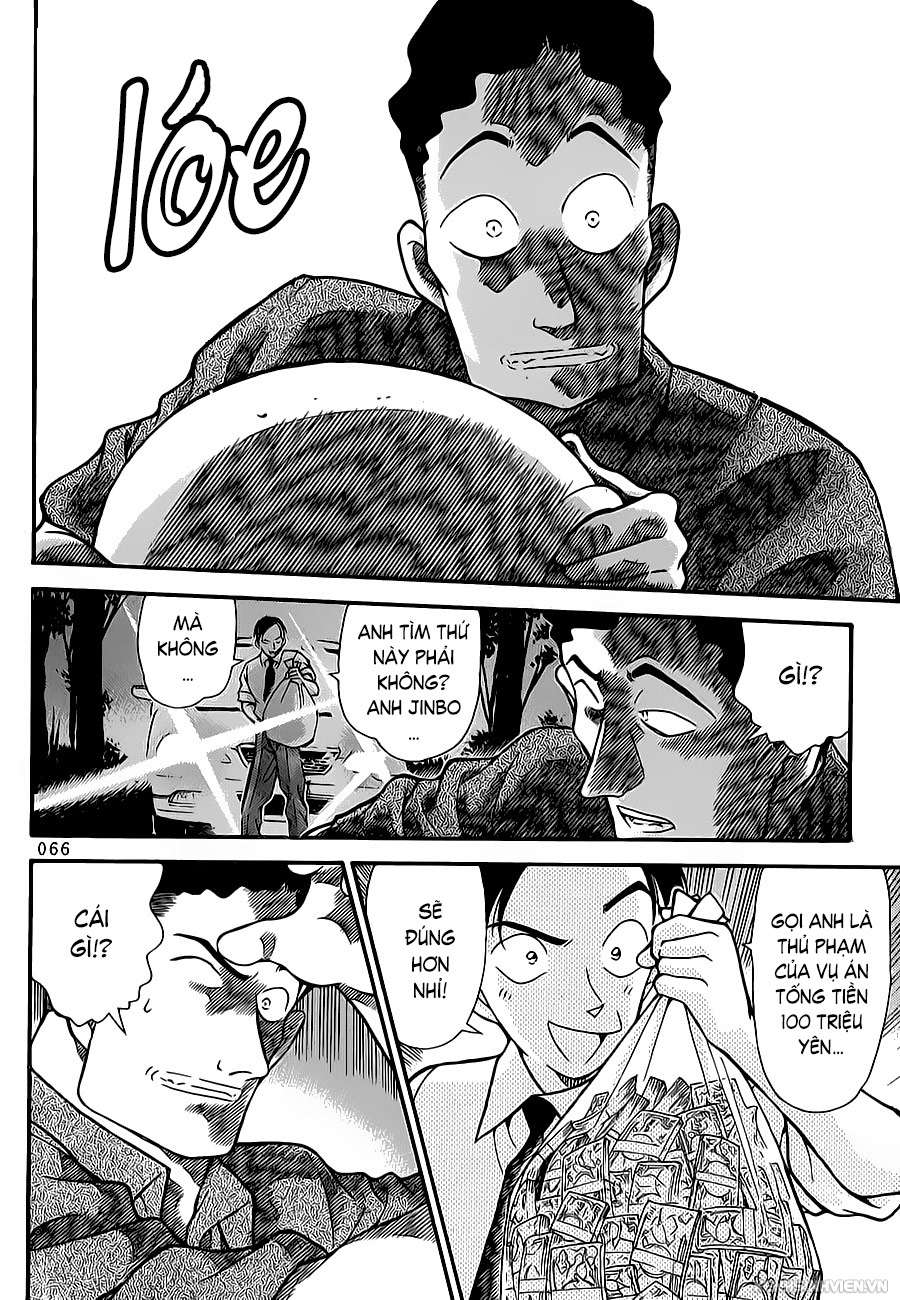 lóe
MÀ
KHÔNG
...
ANH TÌM THỨ
NÀY PHẢI
KHÔNG?
ANH JINBO
...
GÌ!?
066
CÁI
GÌ!?
SẼ
ĐÚNG
HƠN
NHỈ!
GỌI ANH LÀ
THỦ PHẠM
CỦA VỤ ÁN
TỐNG TIỀN
100 TRIỆU
YÊN...